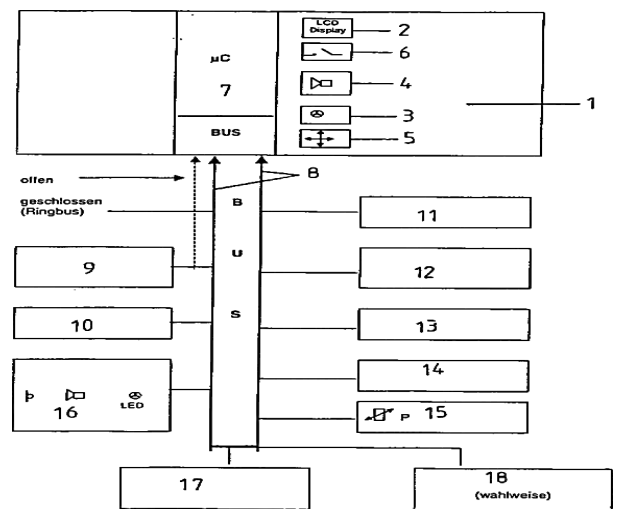 LCD
Display
2
6
4
3
5
1
µC
7
BUS
offen
8
geschlossen
(Ringbus)
B
U
S
11
9
12
10
13
14
16
LED
P 15
17
18
(wahlweise)